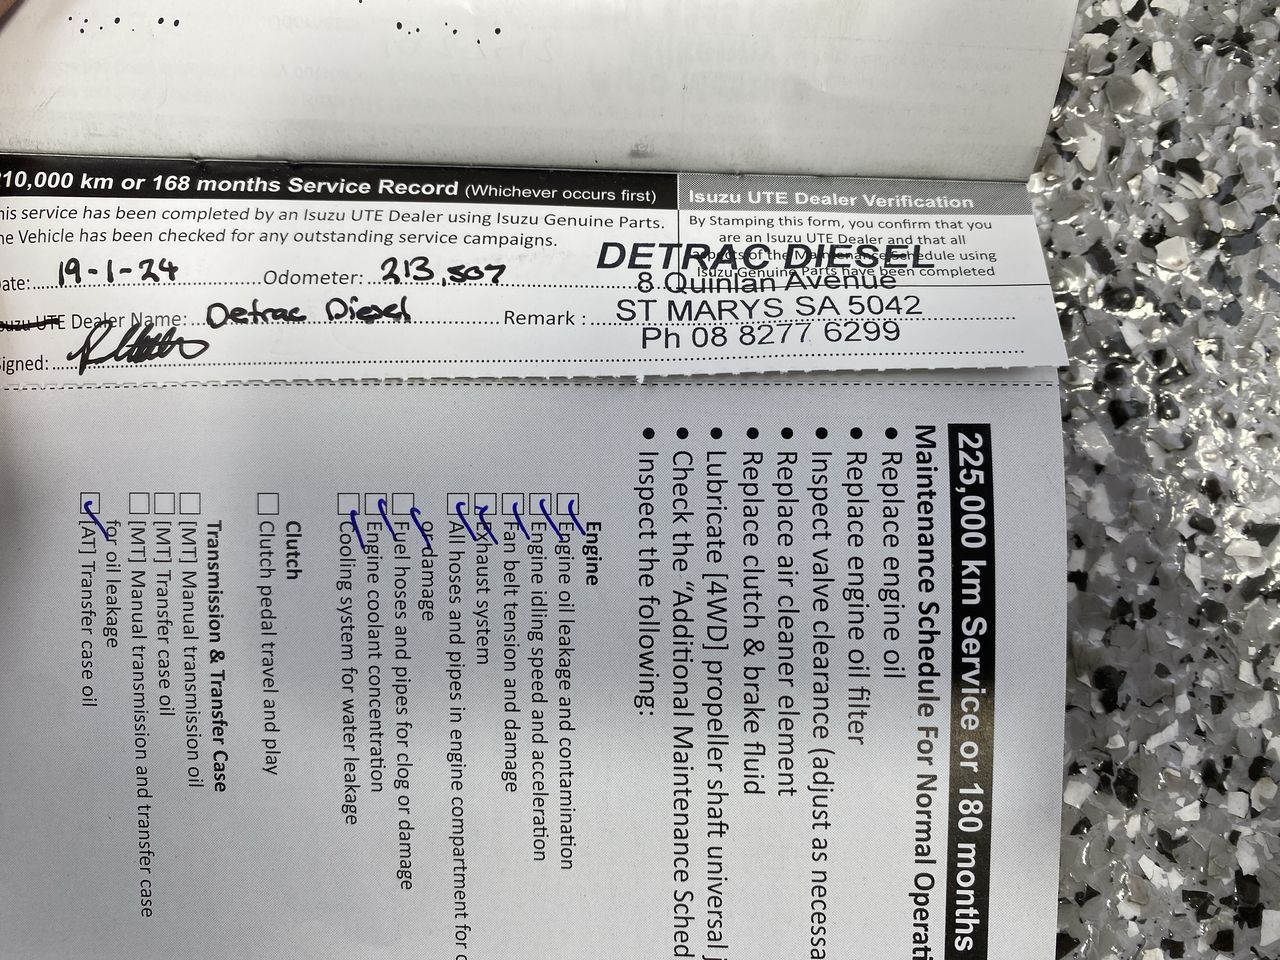 10,000 km or 168 months Service Record (Whichever occurs first)
his service has been completed by an Isuzu UTE Dealer using Isuzu Genuine Parts.
he Vehicle has been checked for any outstanding service campaigns.
ate: 19-1-24 Odometer: 213,507
UTE Dealer Name: Detrac Diesel Remark :
igned:
Isuzu UTE Dealer Verification
By Stamping this form, you confirm that you
are an Isuzu UTE Dealer and that all
aspects of the Maintenance Schedule using
Isuzu Genuine Parts have been completed
DETRAC DIESEL
8 Quinlan Avenue
ST MARYS SA 5042
Ph 08 8277 6299
225,000 km Service or 180 months
Maintenance Schedule For Normal Operati
• Replace engine oil
• Replace engine oil filter
• Inspect valve clearance (adjust as necessa
• Replace air cleaner element
• Replace clutch & brake fluid
• Lubricate [4WD] propeller shaft universal j
• Check the “Additional Maintenance Sched
• Inspect the following:
Engine
Engine oil leakage and contamination
Engine idling speed and acceleration
Fan belt tension and damage
Exhaust system
All hoses and pipes in engine compartment for c
or damage
Fuel hoses and pipes for clog or damage
Engine coolant concentration
Cooling system for water leakage
Clutch
Clutch pedal travel and play
Transmission & Transfer Case
[MT] Manual transmission oil
[MT] Transfer case oil
[MT] Manual transmission and transfer case
for oil leakage
[AT] Transfer case oil